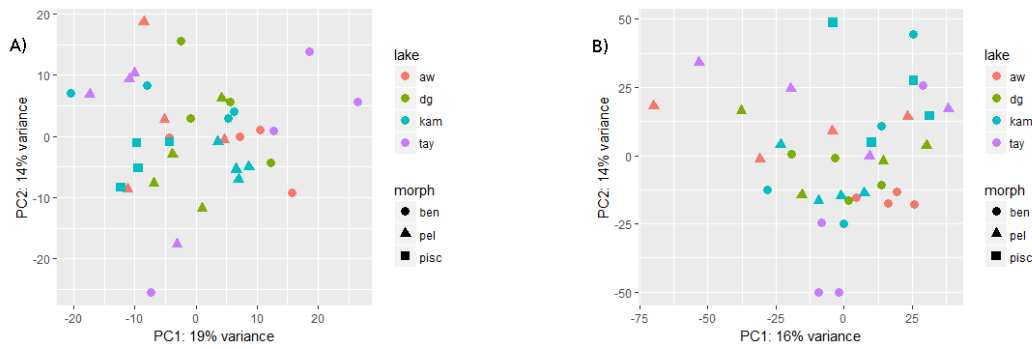 A)
PC2: 14% variance
20
10
0
-10
-20
-20
-10
0
10
20
PC1: 19% variance
lake
aw
dg
kam
tay
morph
ben
pel
pisc
B)
PC2: 14% variance
50
25
0
-25
-50
-75
-50
-25
0
25
PC1: 16% variance
lake
aw
dg
kam
tay
morph
ben
pel
pisc